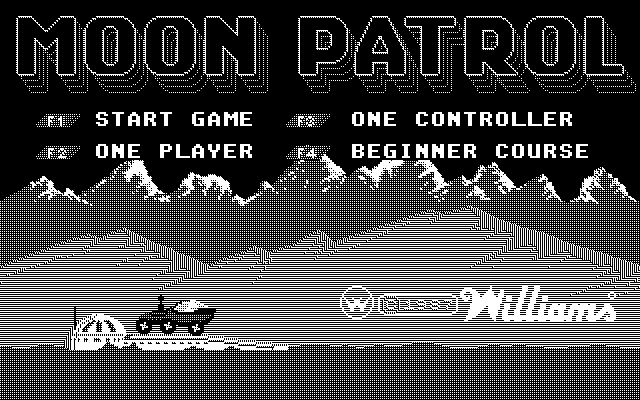 MOON PATROL
F1 START GAME F3 ONE CONTROLLER
F2 ONE PLAYER F4 BEGINNER COURSE
W Williams